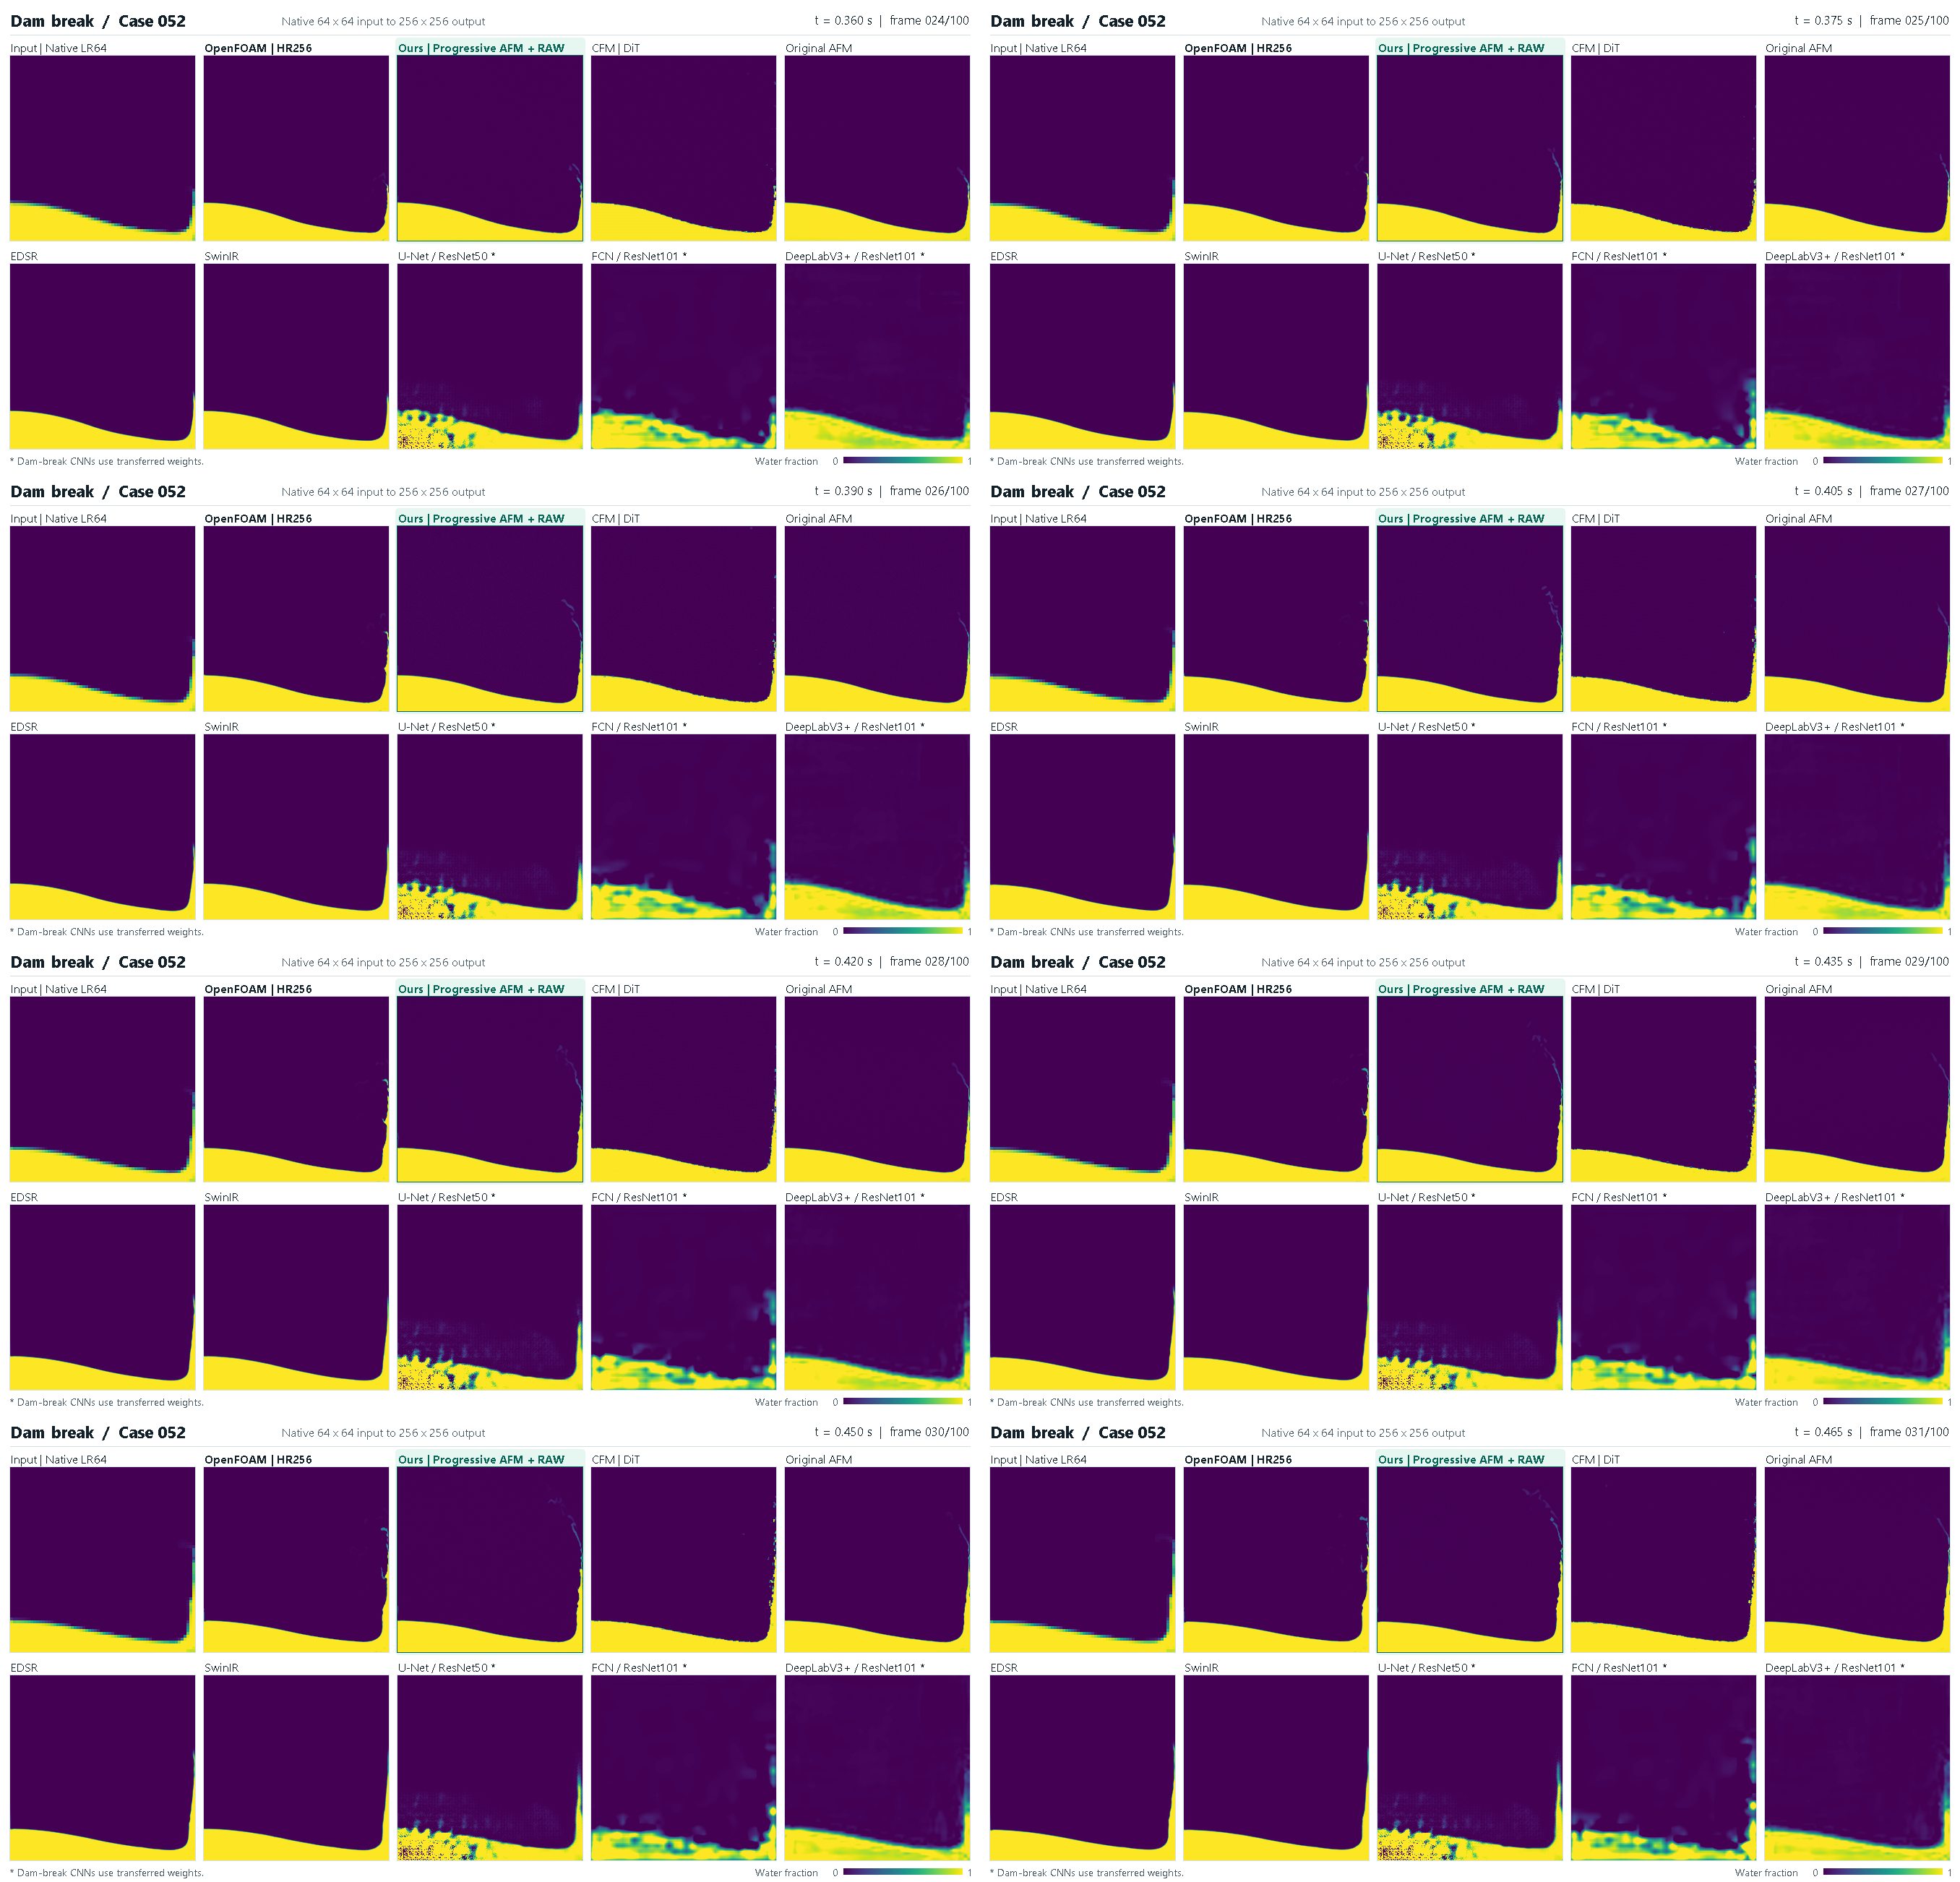 Dam break / Case 052 Native 64 x 64 input to 256 x 256 output t = 0.360 s | frame 024/100
Input | Native LR64 OpenFOAM | HR256 Ours | Progressive AFM + RAW CFM | DiT Original AFM
EDSR SwinIR U-Net / ResNet50 * FCN / ResNet101 * DeepLabV3+ / ResNet101 *
* Dam-break CNNs use transferred weights. Water fraction 0 1
Dam break / Case 052 Native 64 x 64 input to 256 x 256 output t = 0.375 s | frame 025/100
Input | Native LR64 OpenFOAM | HR256 Ours | Progressive AFM + RAW CFM | DiT Original AFM
EDSR SwinIR U-Net / ResNet50 * FCN / ResNet101 * DeepLabV3+ / ResNet101 *
* Dam-break CNNs use transferred weights. Water fraction 0 1
Dam break / Case 052 Native 64 x 64 input to 256 x 256 output t = 0.390 s | frame 026/100
Input | Native LR64 OpenFOAM | HR256 Ours | Progressive AFM + RAW CFM | DiT Original AFM
EDSR SwinIR U-Net / ResNet50 * FCN / ResNet101 * DeepLabV3+ / ResNet101 *
* Dam-break CNNs use transferred weights. Water fraction 0 1
Dam break / Case 052 Native 64 x 64 input to 256 x 256 output t = 0.405 s | frame 027/100
Input | Native LR64 OpenFOAM | HR256 Ours | Progressive AFM + RAW CFM | DiT Original AFM
EDSR SwinIR U-Net / ResNet50 * FCN / ResNet101 * DeepLabV3+ / ResNet101 *
* Dam-break CNNs use transferred weights. Water fraction 0 1
Dam break / Case 052 Native 64 x 64 input to 256 x 256 output t = 0.420 s | frame 028/100
Input | Native LR64 OpenFOAM | HR256 Ours | Progressive AFM + RAW CFM | DiT Original AFM
EDSR SwinIR U-Net / ResNet50 * FCN / ResNet101 * DeepLabV3+ / ResNet101 *
* Dam-break CNNs use transferred weights. Water fraction 0 1
Dam break / Case 052 Native 64 x 64 input to 256 x 256 output t = 0.435 s | frame 029/100
Input | Native LR64 OpenFOAM | HR256 Ours | Progressive AFM + RAW CFM | DiT Original AFM
EDSR SwinIR U-Net / ResNet50 * FCN / ResNet101 * DeepLabV3+ / ResNet101 *
* Dam-break CNNs use transferred weights. Water fraction 0 1
Dam break / Case 052 Native 64 x 64 input to 256 x 256 output t = 0.450 s | frame 030/100
Input | Native LR64 OpenFOAM | HR256 Ours | Progressive AFM + RAW CFM | DiT Original AFM
EDSR SwinIR U-Net / ResNet50 * FCN / ResNet101 * DeepLabV3+ / ResNet101 *
* Dam-break CNNs use transferred weights. Water fraction 0 1
Dam break / Case 052 Native 64 x 64 input to 256 x 256 output t = 0.465 s | frame 031/100
Input | Native LR64 OpenFOAM | HR256 Ours | Progressive AFM + RAW CFM | DiT Original AFM
EDSR SwinIR U-Net / ResNet50 * FCN / ResNet101 * DeepLabV3+ / ResNet101 *
* Dam-break CNNs use transferred weights. Water fraction 0 1